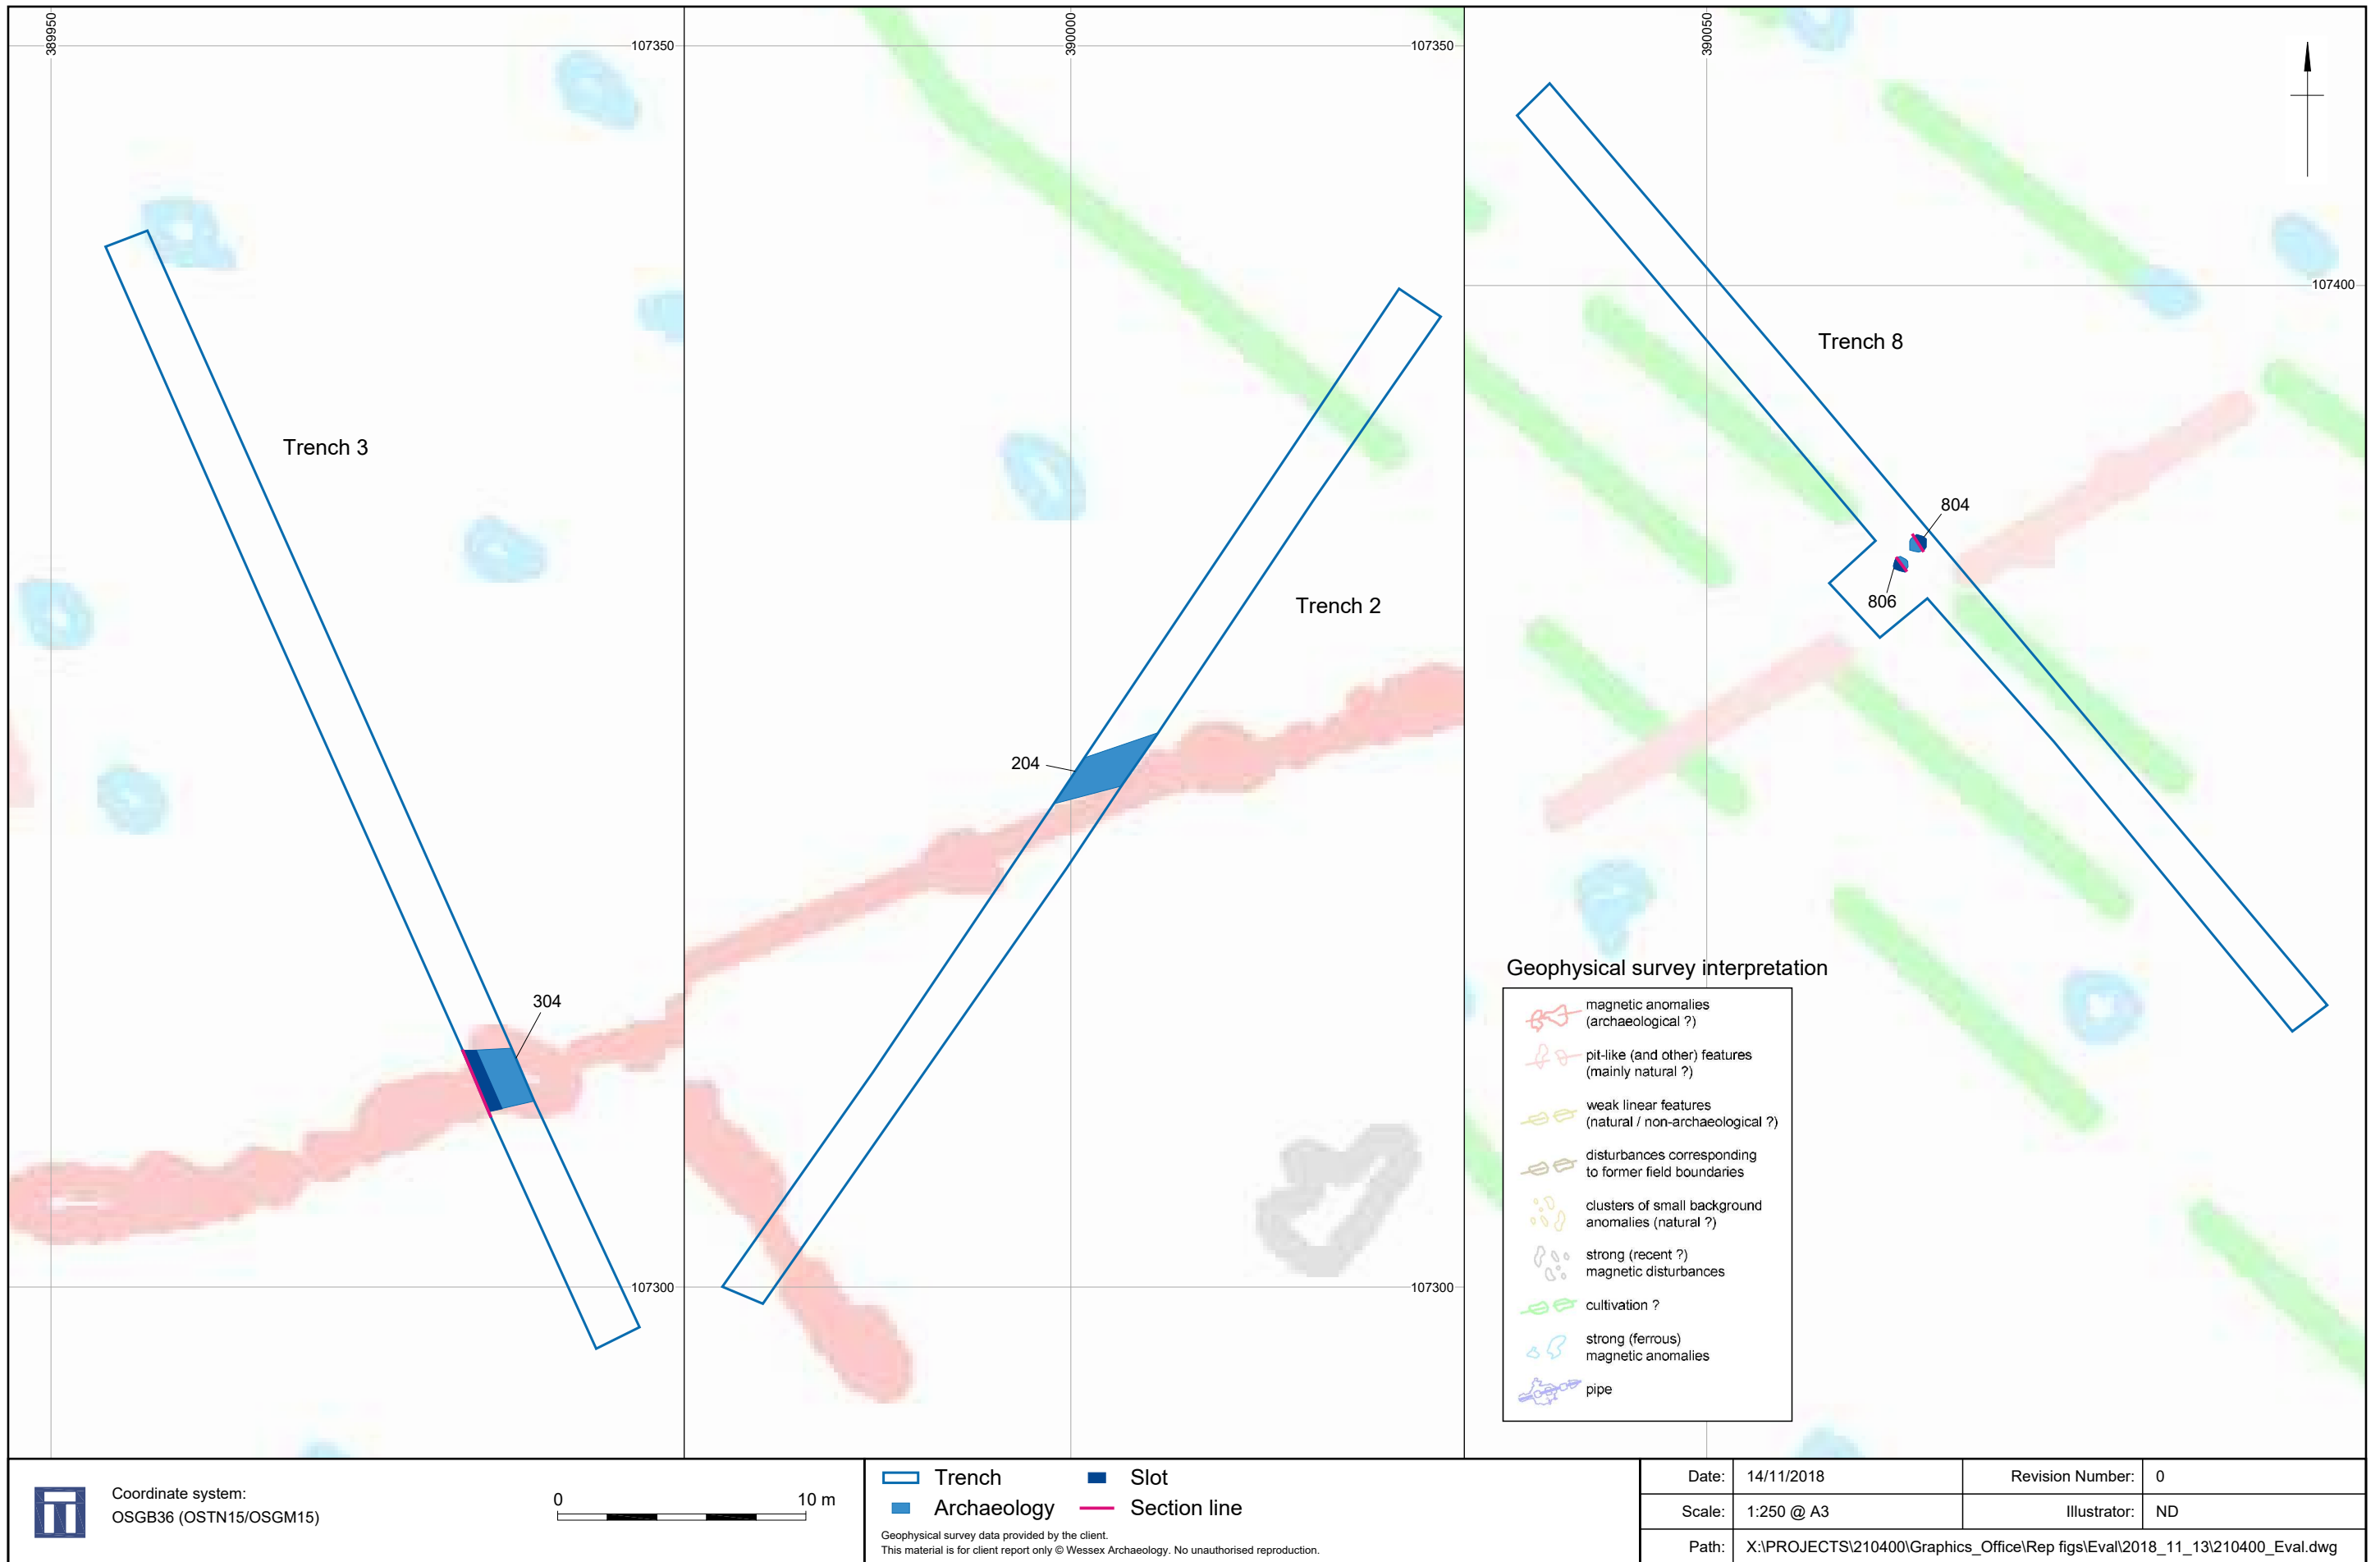 389950
107350
390000
107350
390050
107400
Trench 3
Trench 2
Trench 8
804
806
204
304
107300
107300
Geophysical survey interpretation
magnetic anomalies
(archaeological ?)
pit-like (and other) features
(mainly natural ?)
weak linear features
(natural / non-archaeological ?)
disturbances corresponding
to former field boundaries
clusters of small background
anomalies (natural ?)
strong (recent ?)
magnetic disturbances
cultivation ?
strong (ferrous)
magnetic anomalies
pipe
Coordinate system:
OSGB36 (OSTN15/OSGM15)
0 10 m
Trench Slot
Archaeology Section line
Geophysical survey data provided by the client.
This material is for client report only © Wessex Archaeology. No unauthorised reproduction.
Date: 14/11/2018 Revision Number: 0
Scale: 1:250 @ A3 Illustrator: ND
Path: X:\PROJECTS\210400\Graphics_Office\Rep figs\Eval\2018_11_13\210400_Eval.dwg